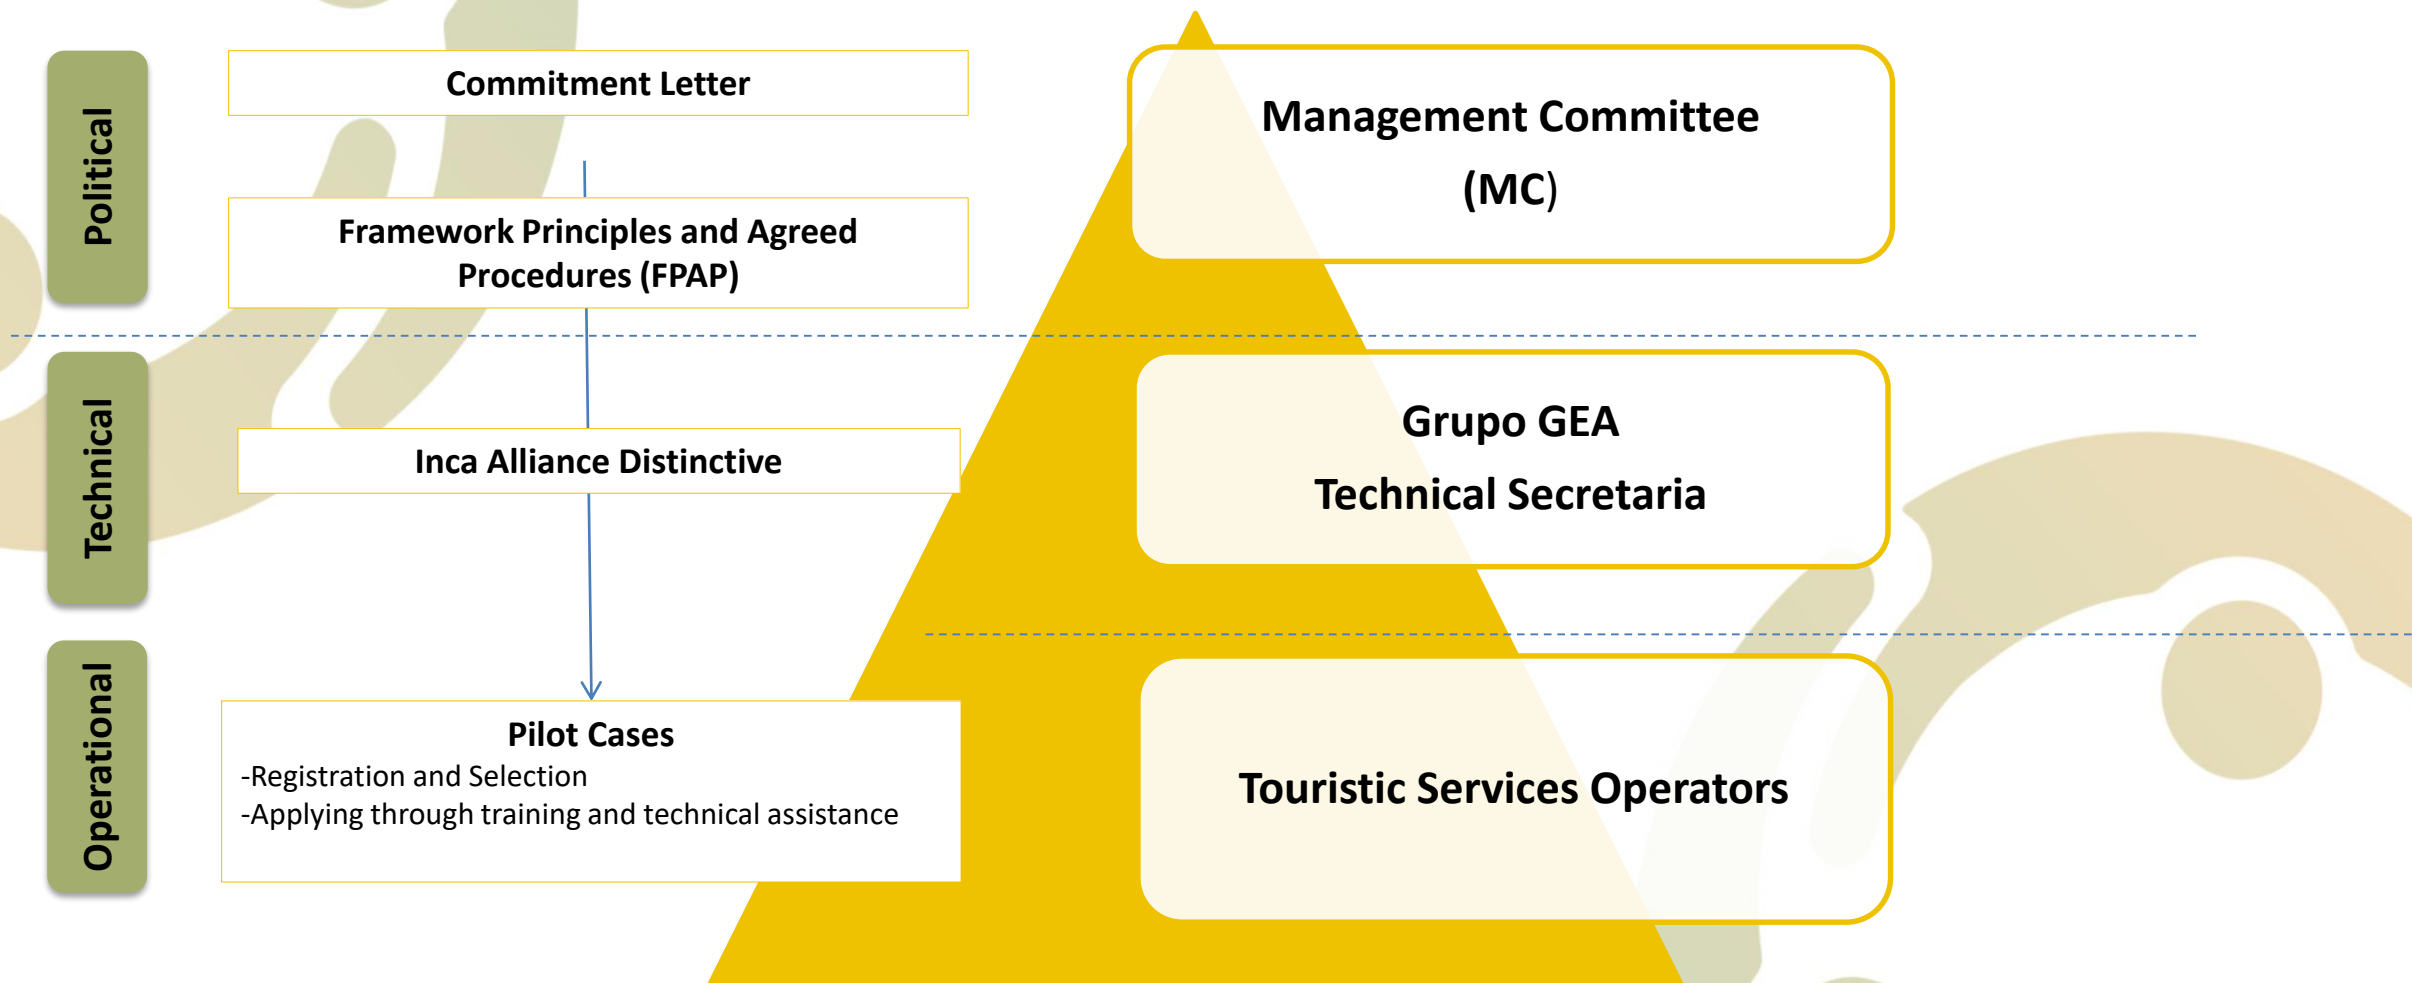 Political
Commitment Letter
Framework Principles and Agreed
Procedures (FPAP)
Management Committee
(MC)
Technical
Inca Alliance Distinctive
Grupo GEA
Technical Secretaria
Operational
Pilot Cases
-Registration and Selection
-Applying through training and technical assistance
Touristic Services Operators